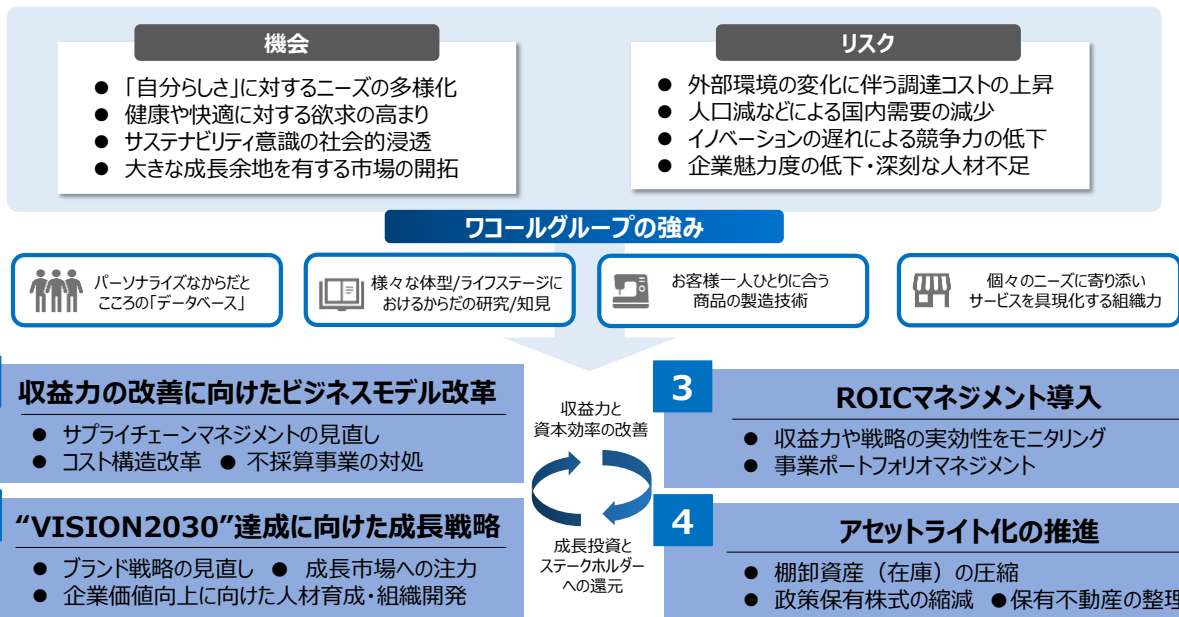 機会
● 「自分らしさ」に対するニーズの多様化
● 健康や快適に対する欲求の高まり
● サステナビリティ意識の社会的浸透
● 大きな成長余地を有する市場の開拓
リスク
● 外部環境の変化に伴う調達コストの上昇
● 人口減などによる国内需要の減少
● イノベーションの遅れによる競争力の低下
● 企業魅力度の低下・深刻な人材不足
ワコールグループの強み
パーソナライズなからだと
こころの「データベース」
様々な体型/ライフステージに
おけるからだの研究/知見
お客様一人ひとりに合う
商品の製造技術
個々のニーズに寄り添い
サービスを具現化する組織力
収益力の改善に向けたビジネスモデル改革
● サプライチェーンマネジメントの見直し
● コスト構造改革 ● 不採算事業の対処
“VISION2030”達成に向けた成長戦略
● ブランド戦略の見直し ● 成長市場への注力
● 企業価値向上に向けた人材育成・組織開発
収益力と
資本効率の改善
成長投資と
ステークホルダー
への還元
3
ROICマネジメント導入
● 収益力や戦略の実効性をモニタリング
● 事業ポートフォリオマネジメント
4
アセットライト化の推進
● 棚卸資産（在庫）の圧縮
● 政策保有株式の縮減 ●保有不動産の整理